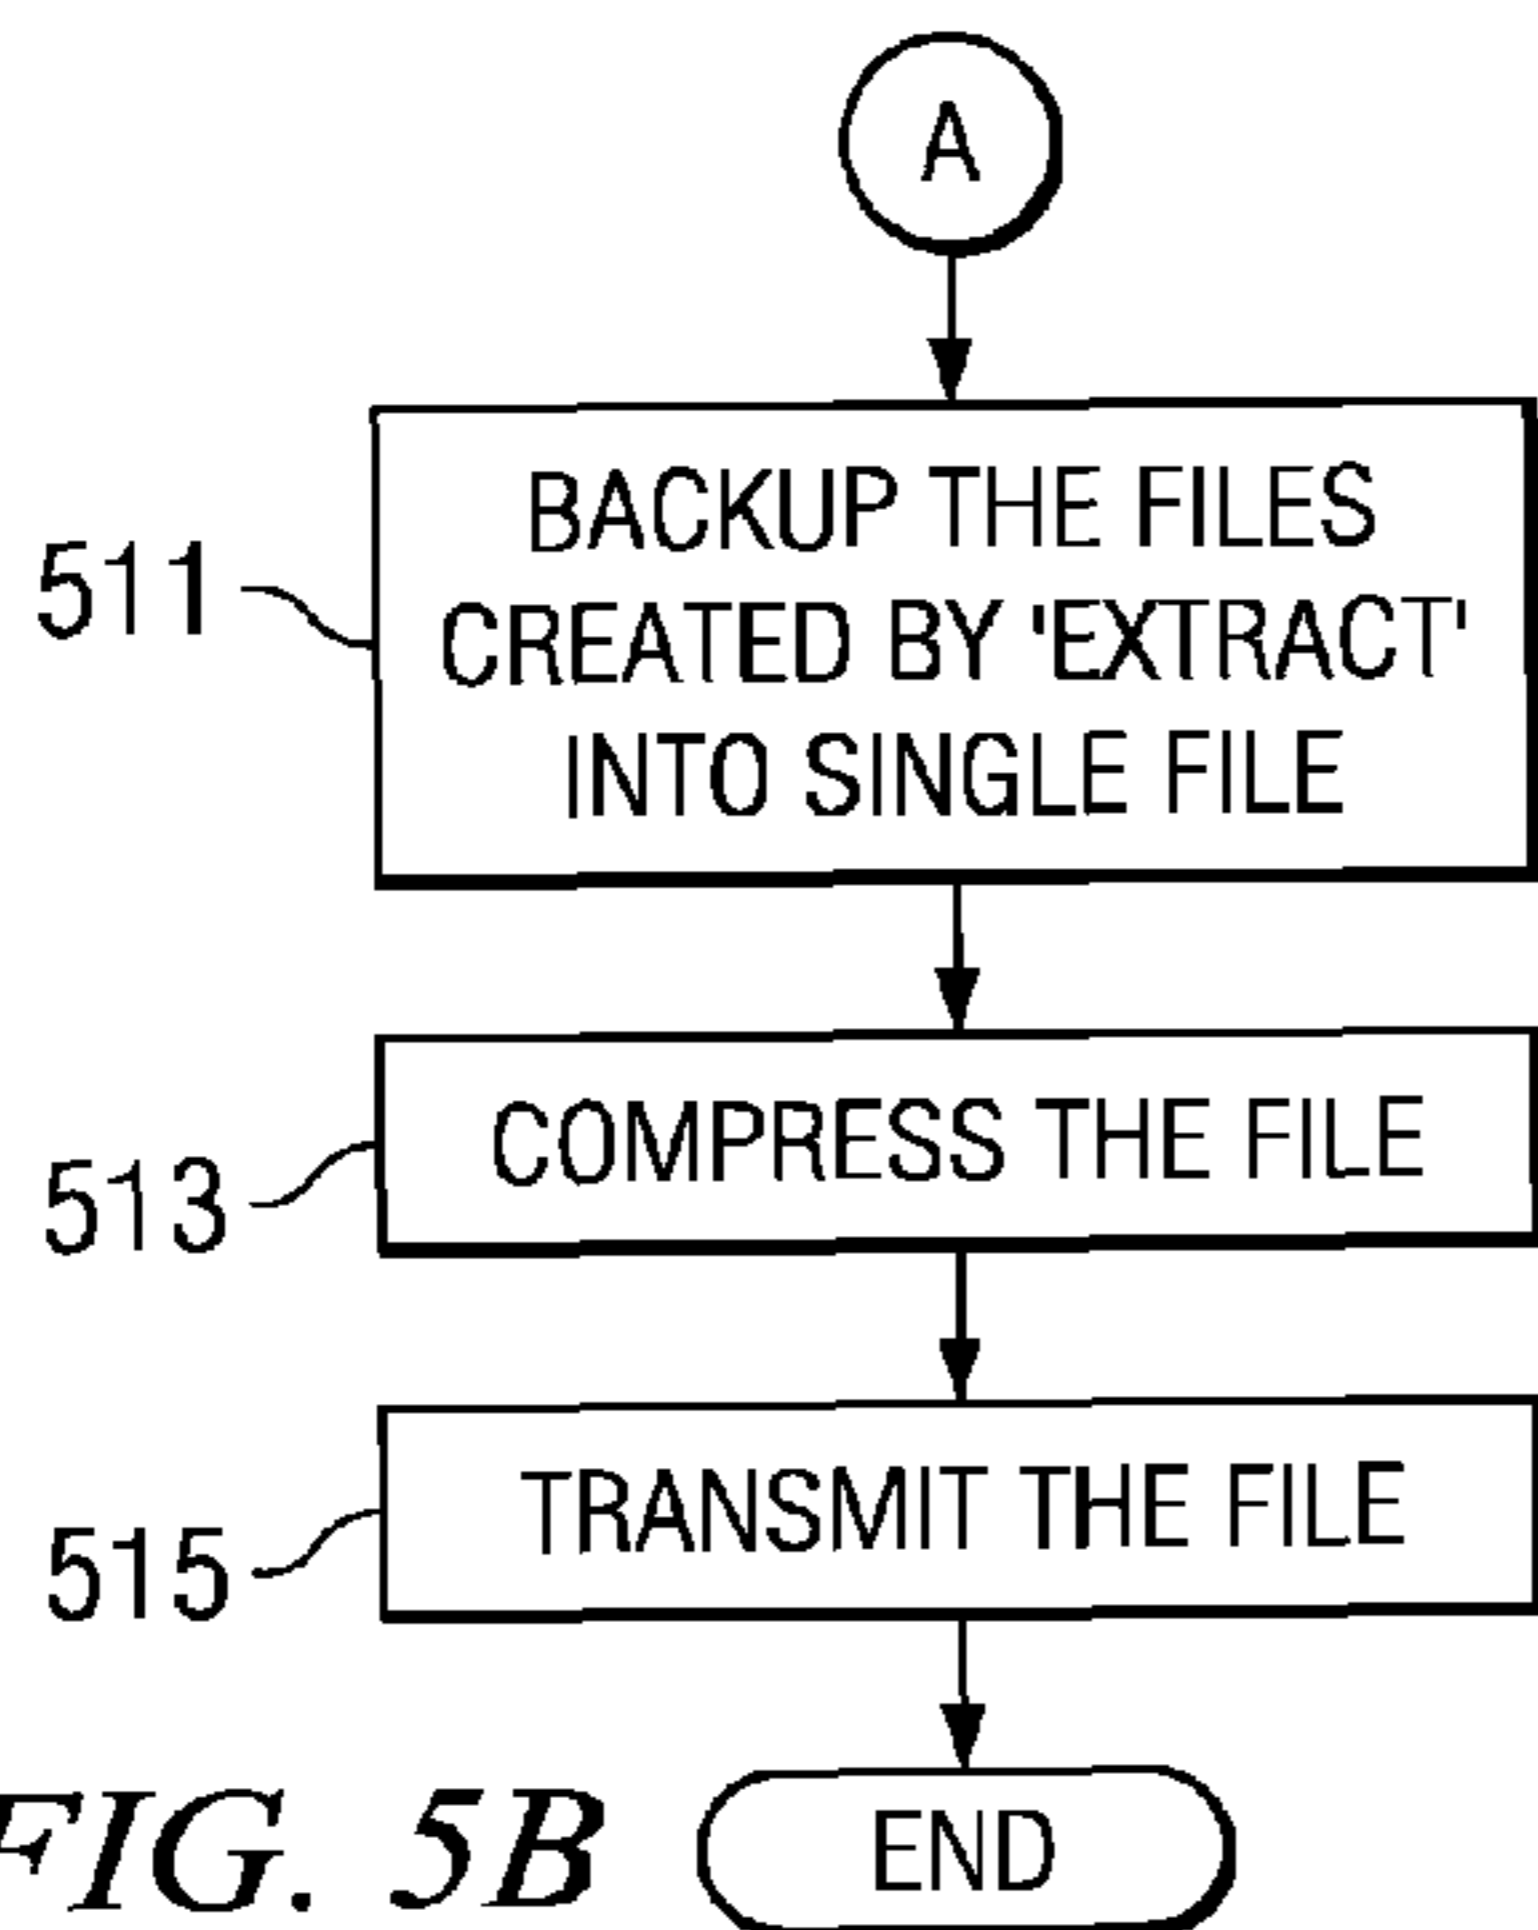 A
511
BACKUP THE FILES
CREATED BY 'EXTRACT'
INTO SINGLE FILE
513
COMPRESS THE FILE
515
TRANSMIT THE FILE
END
FIG. 5B